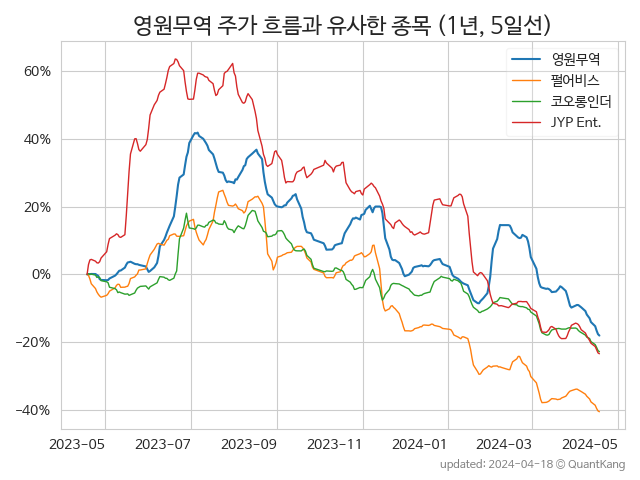 영원무역 주가 흐름과 유사한 종목 (1년, 5일선)
영원무역
펄어비스
코오롱인더
JYP Ent.
60%
40%
20%
0%
−20%
−40%
2023-05 2023-07 2023-09 2023-11 2024-01 2024-03 2024-05
updated: 2024-04-18 © QuantKang